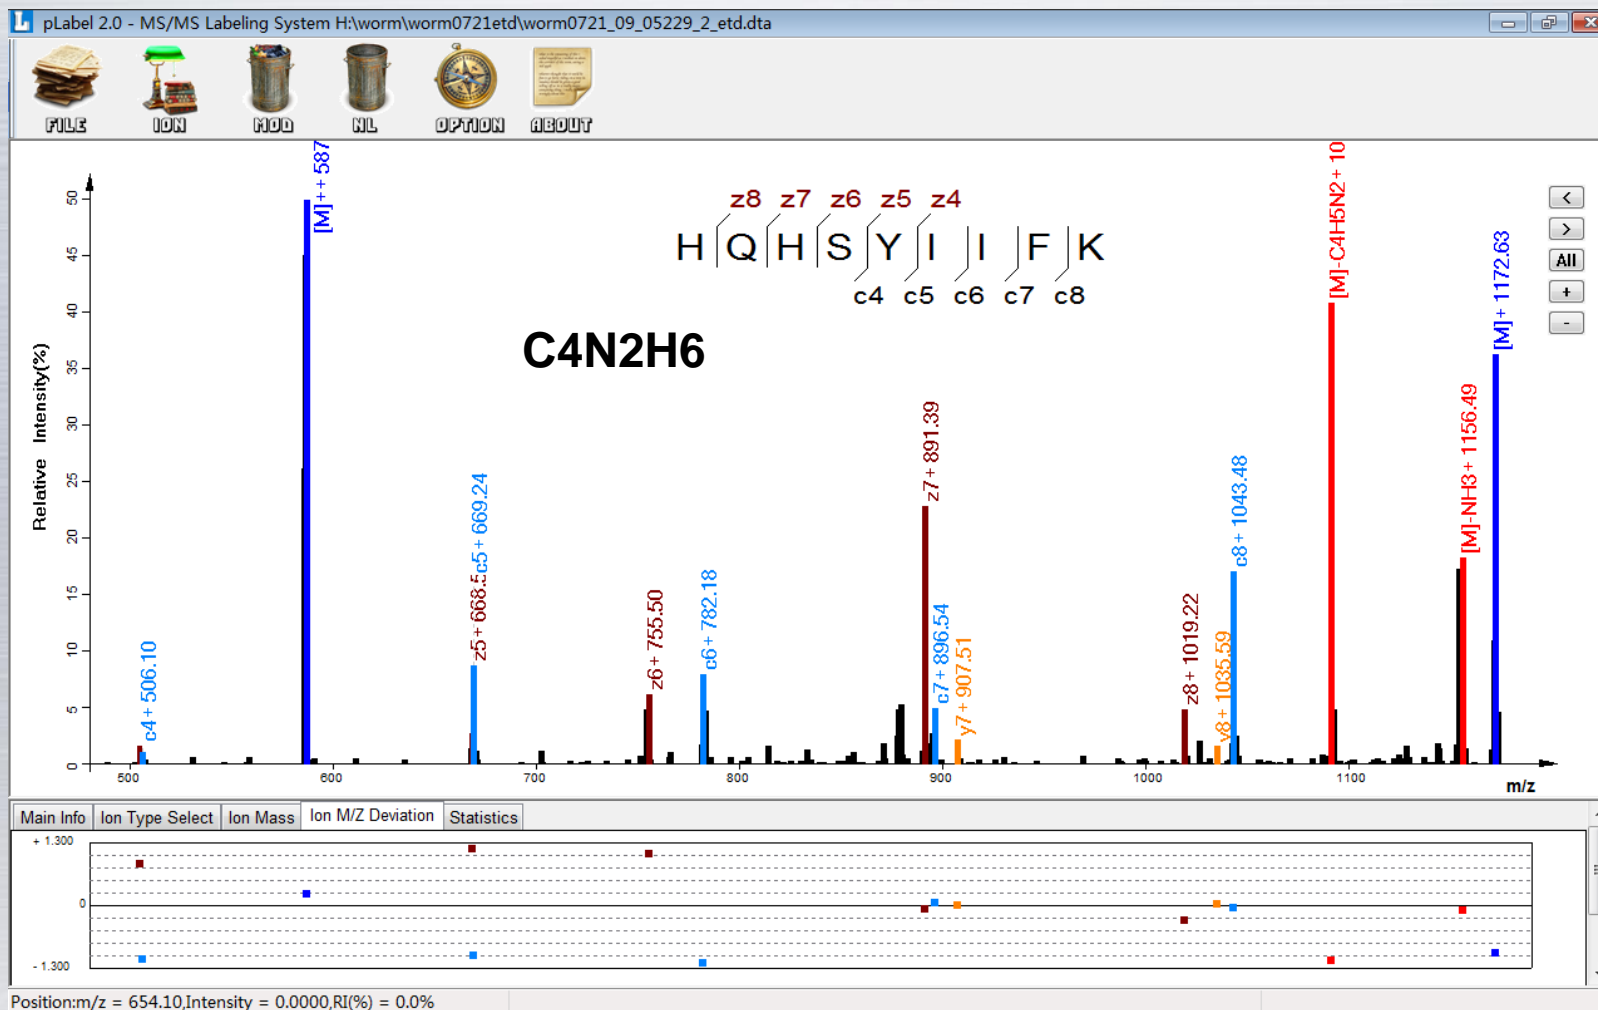 pLabel 2.0 - MS/MS Labeling System H:\worm\worm0721etd\worm0721_09_05229_2_etd.dta
FILE ION MOD NL OPTION ABOUT
z8 z7 z6 z5 z4
H Q H S Y I I F K
c4 c5 c6 c7 c8
C4N2H6
Relative Intensity(%)
50
45
40
35
30
25
20
15
10
5
0
c4+ 506.10
[M]++ 587
z5+ 668.5
c5+ 669.24
z6+ 755.50
c6+ 782.18
z7+ 891.39
c7+ 896.54
y7+ 907.51
z8+ 1019.22
y8+ 1035.59
c8+ 1043.48
[M]-C4H5N2+ 10
[M]-NH3+ 1156.49
[M]+ 1172.63
<
>
All
+
-
500 600 700 800 900 1000 1100
m/z
Main Info Ion Type Select Ion Mass Ion M/Z Deviation Statistics
+ 1.300
0
- 1.300
Position:m/z = 654.10,Intensity = 0.0000,RI(%) = 0.0%